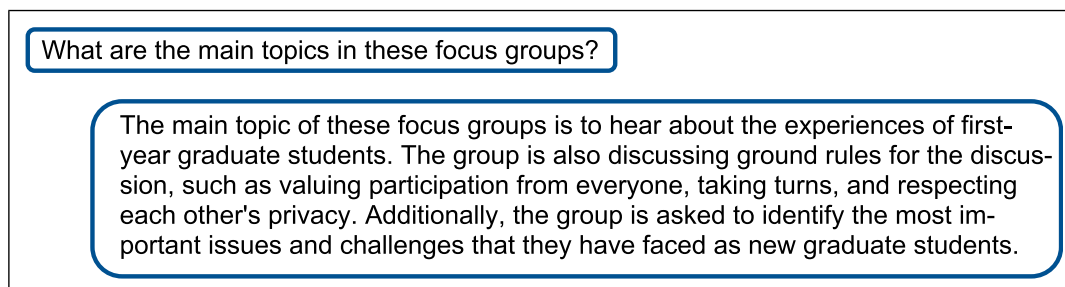 What are the main topics in these focus groups?
The main topic of these focus groups is to hear about the experiences of first-
year graduate students. The group is also discussing ground rules for the discus-
sion, such as valuing participation from everyone, taking turns, and respecting
each other's privacy. Additionally, the group is asked to identify the most im-
portant issues and challenges that they have faced as new graduate students.